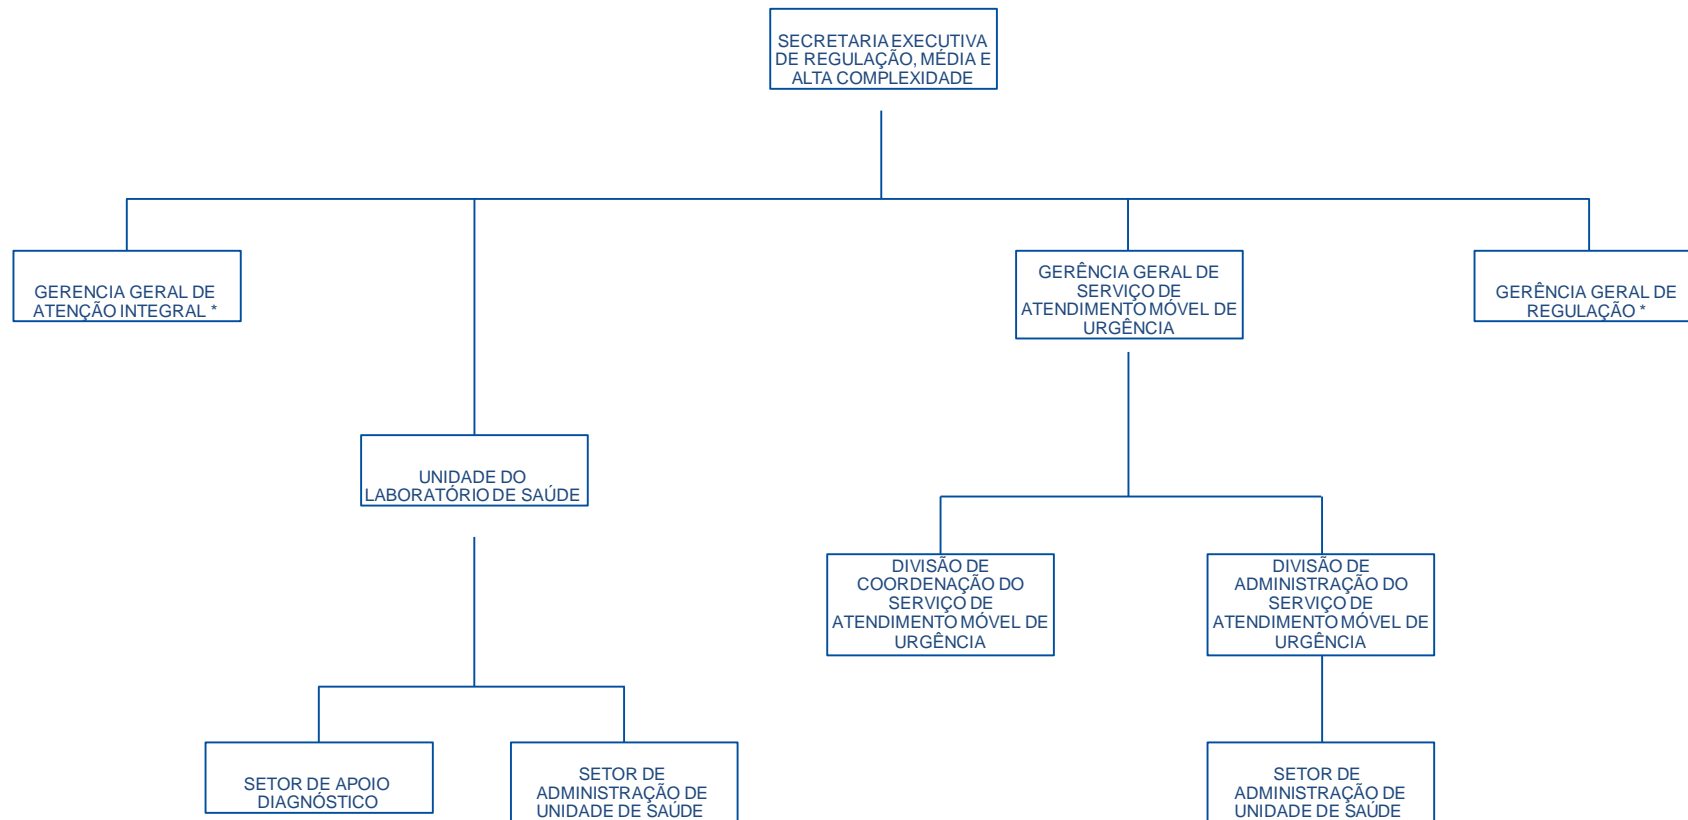 SECRETARIA EXECUTIVA
DE REGULAÇÃO, MÉDIA E
ALTA COMPLEXIDADE
GERENCIA GERAL DE
ATENÇÃO INTEGRAL *
GERÊNCIA GERAL DE
SERVIÇO DE
ATENDIMENTO MÓVEL DE
URGÊNCIA
GERÊNCIA GERAL DE
REGULAÇÃO *
UNIDADE DO
LABORATÓRIO DE SAÚDE
DIVISÃO DE
COORDENAÇÃO DO
SERVIÇO DE
ATENDIMENTO MÓVEL DE
URGÊNCIA
DIVISÃO DE
ADMINISTRAÇÃO DO
SERVIÇO DE
ATENDIMENTO MÓVEL DE
URGÊNCIA
SETOR DE APOIO
DIAGNÓSTICO
SETOR DE
ADMINISTRAÇÃO DE
UNIDADE DE SAÚDE
SETOR DE
ADMINISTRAÇÃO DE
UNIDADE DE SAÚDE